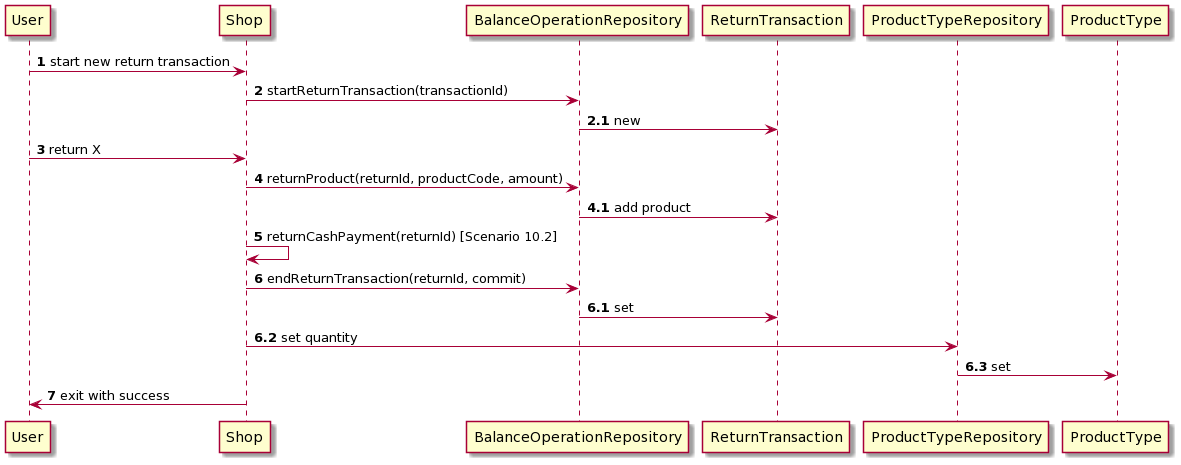 User Shop BalanceOperationRepository ReturnTransaction ProductTypeRepository ProductType
1 start new return transaction
2 startReturnTransaction(transactionId)
2.1 new
3 return X
4 returnProduct(returnId, productCode, amount)
4.1 add product
5 returnCashPayment(returnId) [Scenario 10.2]
6 endReturnTransaction(returnId, commit)
6.1 set
6.2 set quantity
6.3 set
7 exit with success
User Shop BalanceOperationRepository ReturnTransaction ProductTypeRepository ProductType